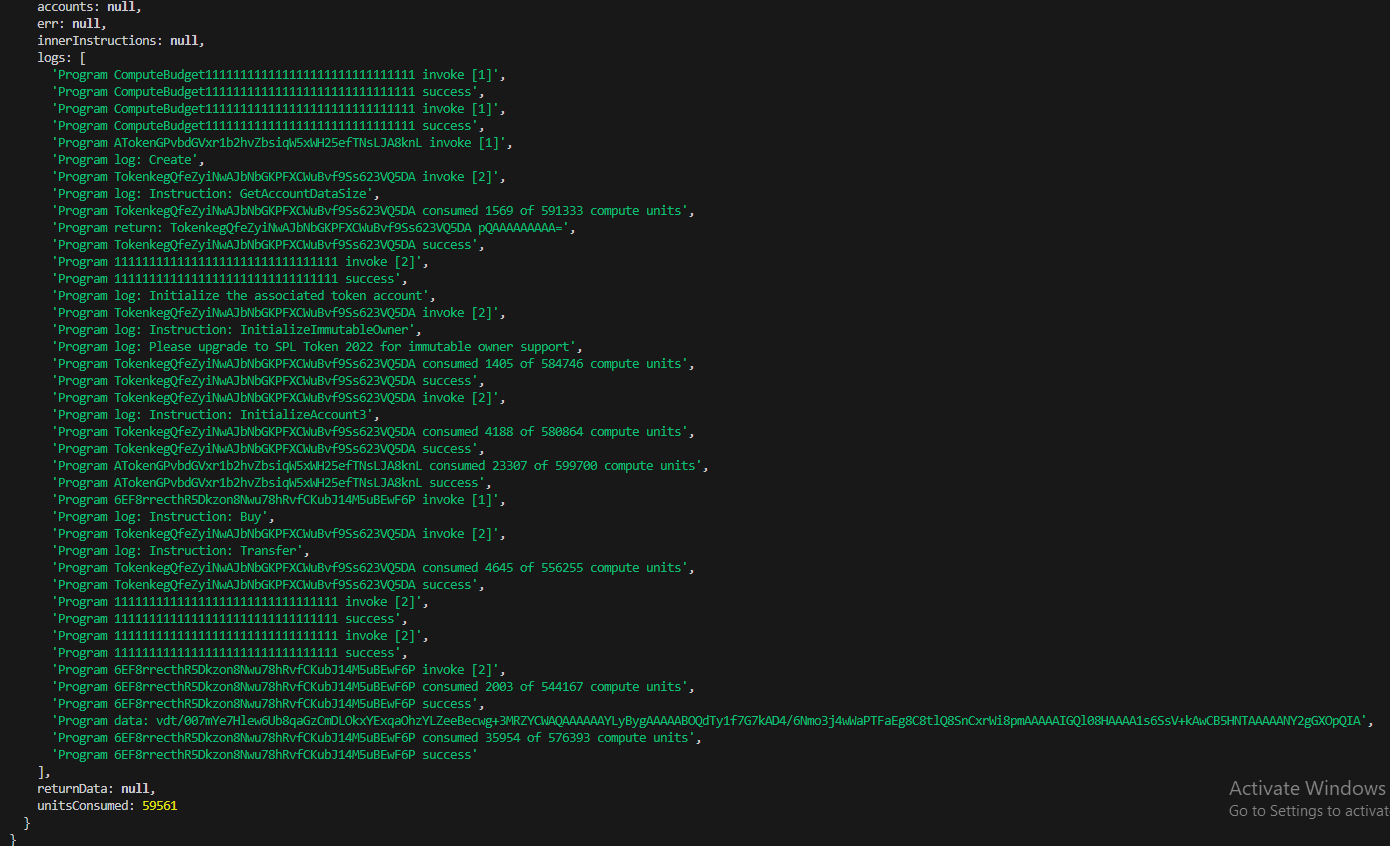 accounts: null,
err: null,
innerInstructions: null,
logs: [
'Program ComputeBudget111111111111111111111111111111 invoke [1]',
'Program ComputeBudget111111111111111111111111111111 success',
'Program ComputeBudget111111111111111111111111111111 invoke [1]',
'Program ComputeBudget111111111111111111111111111111 success',
'Program ATokenGPvbdGVxr1b2hvZbsiqW5xWH25efTNsLJA8knL invoke [1]',
'Program log: Create',
'Program TokenkegQfeZyiNwAJbNbGKPFXCWuBvf9Ss623VQ5DA invoke [2]',
'Program log: Instruction: GetAccountDataSize',
'Program TokenkegQfeZyiNwAJbNbGKPFXCWuBvf9Ss623VQ5DA consumed 1569 of 591333 compute units',
'Program return: TokenkegQfeZyiNwAJbNbGKPFXCWuBvf9Ss623VQ5DA pQAAAAAAAAA=',
'Program TokenkegQfeZyiNwAJbNbGKPFXCWuBvf9Ss623VQ5DA success',
'Program 11111111111111111111111111111111 invoke [2]',
'Program 11111111111111111111111111111111 success',
'Program log: Initialize the associated token account',
'Program TokenkegQfeZyiNwAJbNbGKPFXCWuBvf9Ss623VQ5DA invoke [2]',
'Program log: Instruction: InitializeImmutableOwner',
'Program log: Please upgrade to SPL Token 2022 for immutable owner support',
'Program TokenkegQfeZyiNwAJbNbGKPFXCWuBvf9Ss623VQ5DA consumed 1405 of 584746 compute units',
'Program TokenkegQfeZyiNwAJbNbGKPFXCWuBvf9Ss623VQ5DA success',
'Program TokenkegQfeZyiNwAJbNbGKPFXCWuBvf9Ss623VQ5DA invoke [2]',
'Program log: Instruction: InitializeAccount3',
'Program TokenkegQfeZyiNwAJbNbGKPFXCWuBvf9Ss623VQ5DA consumed 4188 of 580864 compute units',
'Program TokenkegQfeZyiNwAJbNbGKPFXCWuBvf9Ss623VQ5DA success',
'Program ATokenGPvbdGVxr1b2hvZbsiqW5xWH25efTNsLJA8knL consumed 23307 of 599700 compute units',
'Program ATokenGPvbdGVxr1b2hvZbsiqW5xWH25efTNsLJA8knL success',
'Program 6EF8rrecthR5Dkzon8Nwu78hRvfCKubJ14M5uBEwF6P invoke [1]',
'Program log: Instruction: Buy',
'Program TokenkegQfeZyiNwAJbNbGKPFXCWuBvf9Ss623VQ5DA invoke [2]',
'Program log: Instruction: Transfer',
'Program TokenkegQfeZyiNwAJbNbGKPFXCWuBvf9Ss623VQ5DA consumed 4645 of 556255 compute units',
'Program TokenkegQfeZyiNwAJbNbGKPFXCWuBvf9Ss623VQ5DA success',
'Program 11111111111111111111111111111111 invoke [2]',
'Program 11111111111111111111111111111111 success',
'Program 11111111111111111111111111111111 invoke [2]',
'Program 11111111111111111111111111111111 success',
'Program 6EF8rrecthR5Dkzon8Nwu78hRvfCKubJ14M5uBEwF6P invoke [2]',
'Program 6EF8rrecthR5Dkzon8Nwu78hRvfCKubJ14M5uBEwF6P consumed 2003 of 544167 compute units',
'Program 6EF8rrecthR5Dkzon8Nwu78hRvfCKubJ14M5uBEwF6P success',
'Program data:
'Program 6EF8rrecthR5Dkzon8Nwu78hRvfCKubJ14M5uBEwF6P consumed 35954 of 576393 compute units',
'Program 6EF8rrecthR5Dkzon8Nwu78hRvfCKubJ14M5uBEwF6P success'
],
returnData: null,
unitsConsumed: 59561
}
}
Activate Windows
Go to Settings to activat